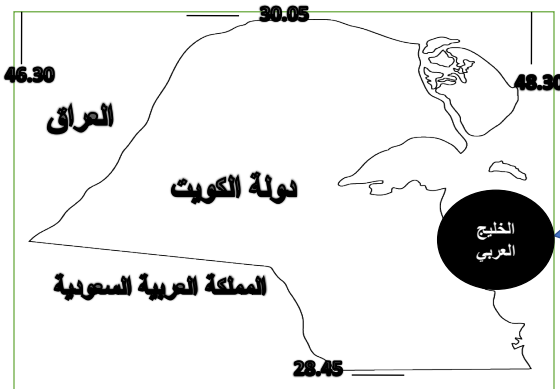 30.05
46.30
48.30
العراق
دولة الكويت
الخليج
العربي
المملكة العربية السعودية
28.45